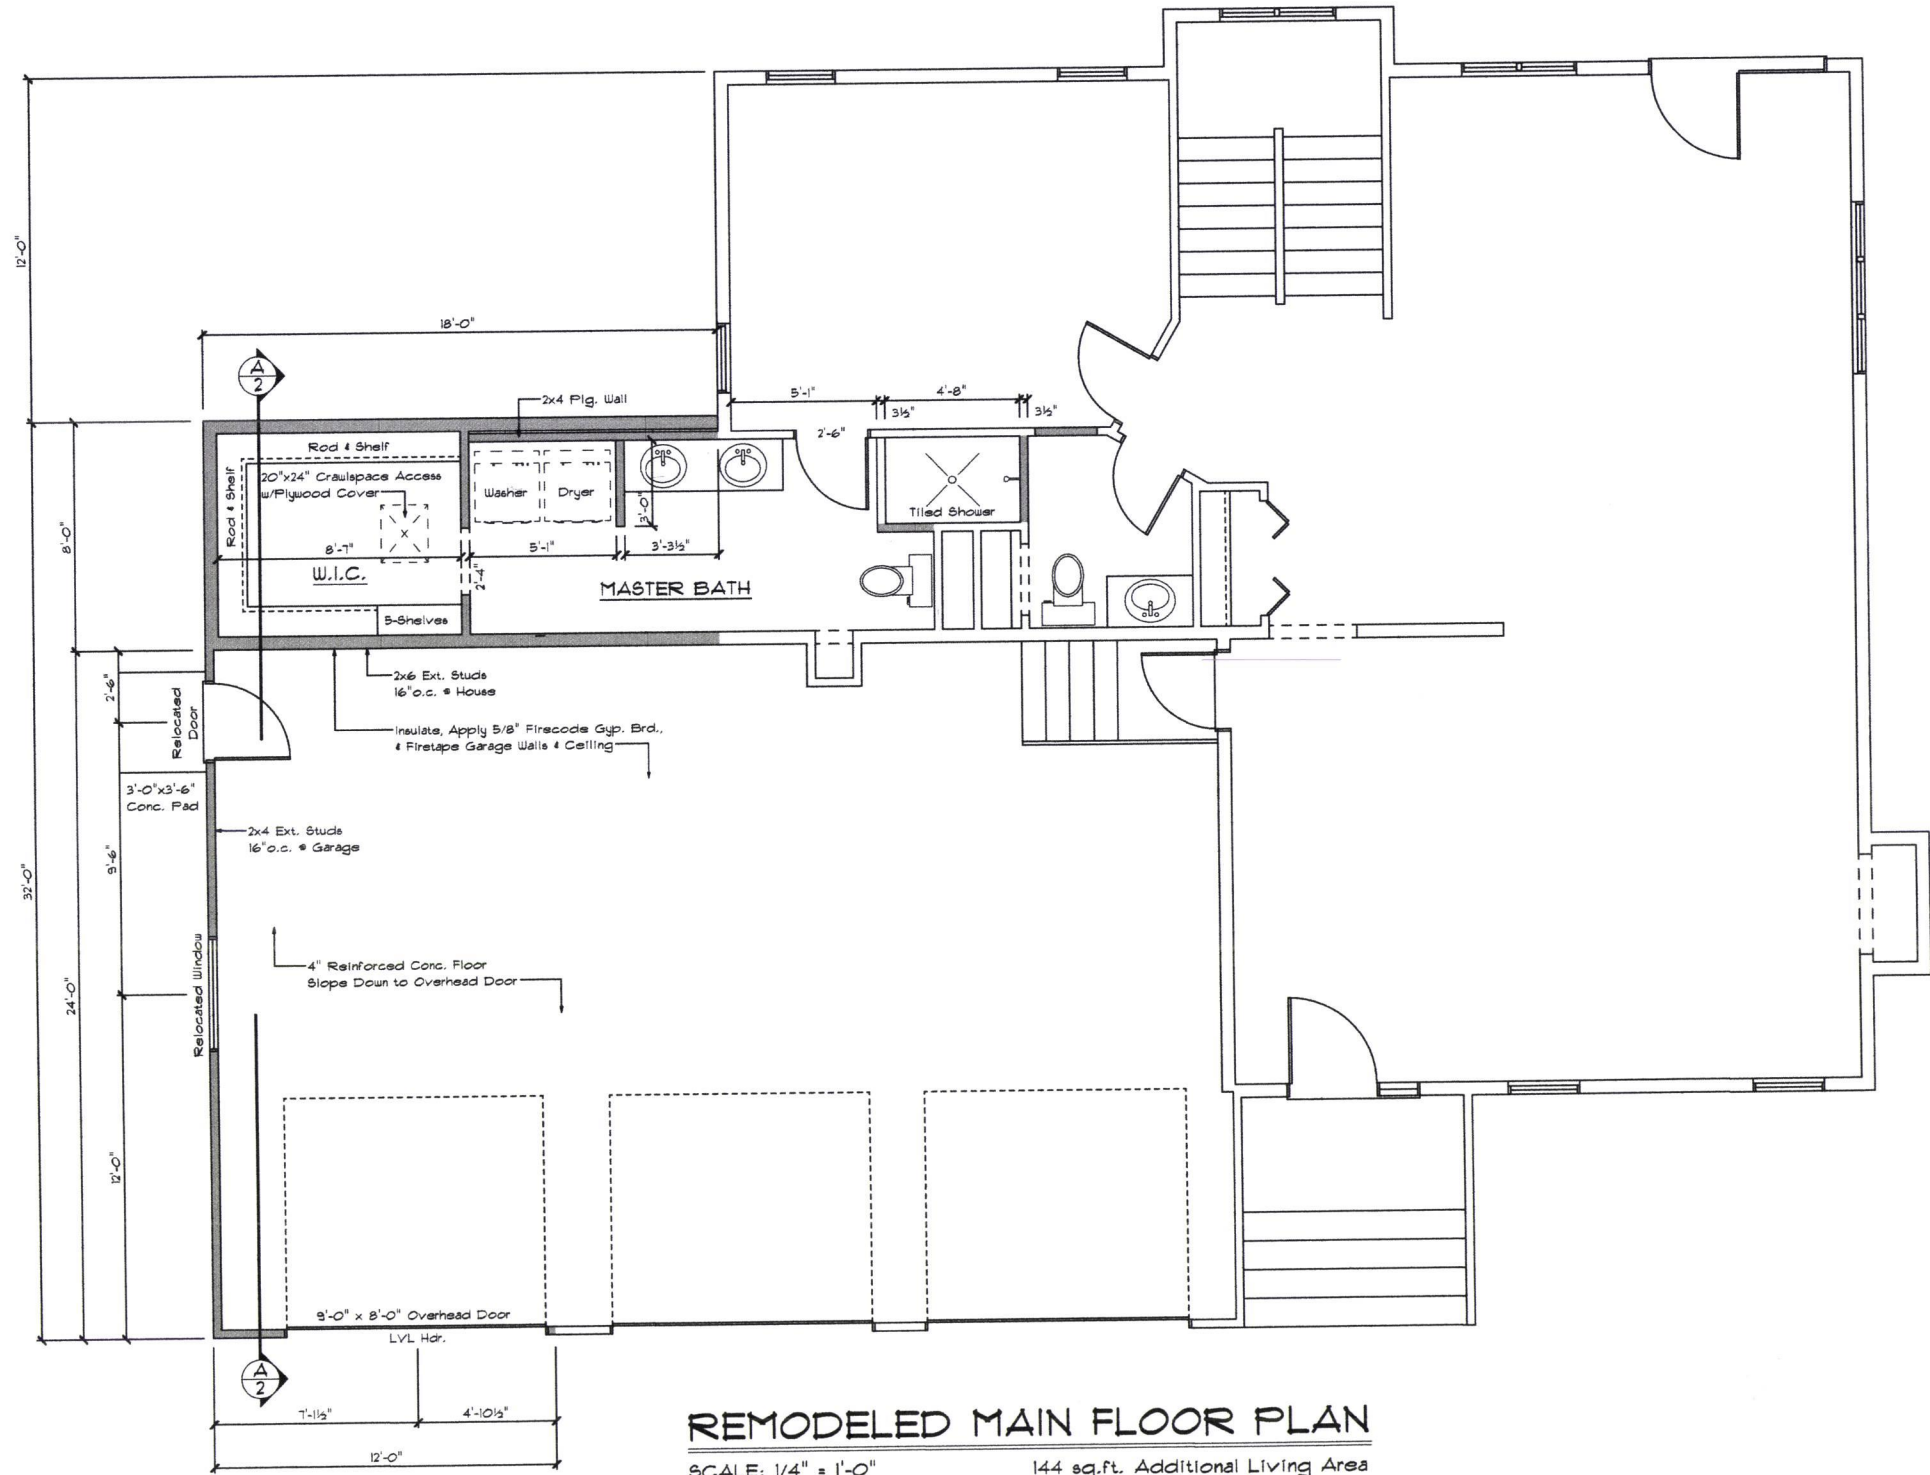 12'-0"
18'-0"
A
2
2x4 Plg. Wall
5'-1"
4'-8"
3½"
3½"
2'-6"
Rod & Shelf
Rod & Shelf
20"x24" Crawlspace Access
w/Plywood Cover
x
Washer
Dryer
3'-0"
Tiled Shower
8'-0"
8'-7"
5'-1"
3'-3½"
W.I.C.
2'-4"
MASTER BATH
5-Shelves
2x6 Ext. Studs
16"o.c. @ House
2'-6"
Relocated
Door
Insulate, Apply 5/8" Firecode Gyp. Brd.,
& Firetape Garage Walls & Ceiling
3'-0"x3'-6"
Conc. Pad
2x4 Ext. Studs
16"o.c. @ Garage
9'-6"
32'-0"
24'-0"
Relocated Window
4" Reinforced Conc. Floor
Slope Down to Overhead Door
12'-0"
9'-0" x 8'-0" Overhead Door
LVL Hdr.
A
2
7'-1½"
4'-10½"
12'-0"
REMODELED MAIN FLOOR PLAN
SCALE: 1/4" = 1'-0"
144 sq.ft. Additional Living Area